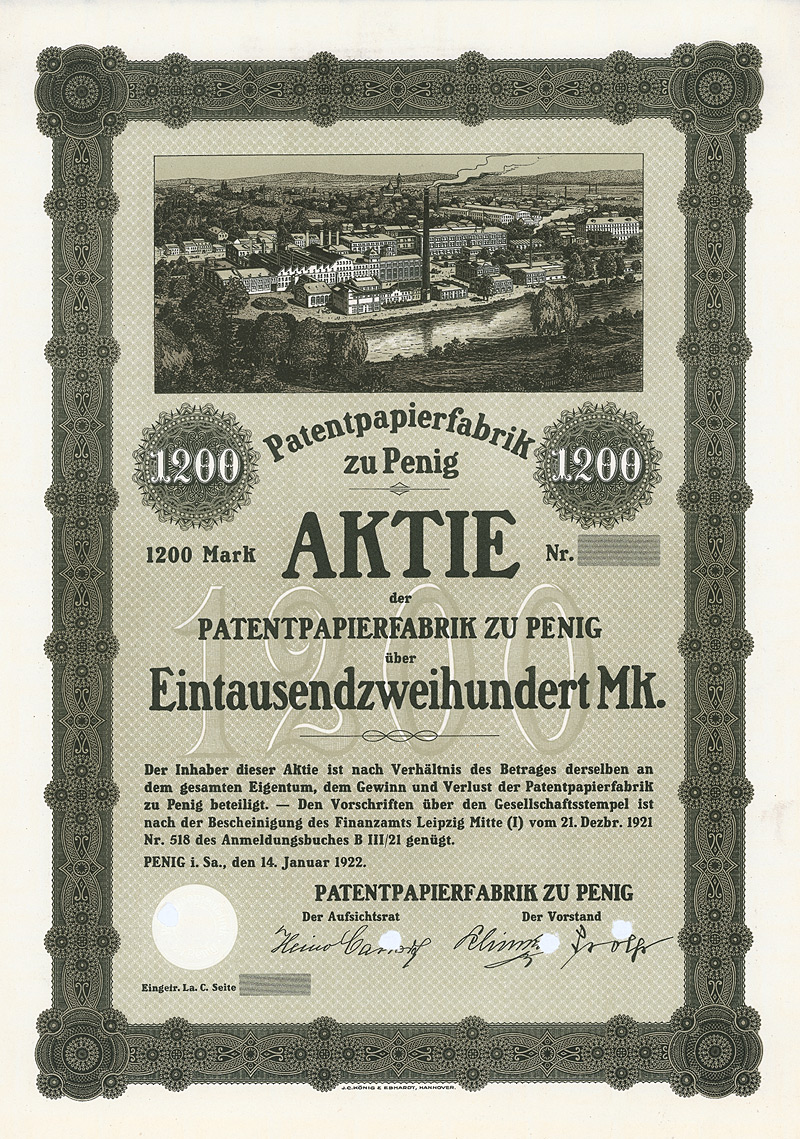 Patentpapierfabrik
zu Penig
1200
1200
1200 Mark
AKTIE
Nr.
der
PATENTPAPIERFABRIK ZU PENIG
über
1200
Eintausendzweihundert Mk.
Der Inhaber dieser Aktie ist nach Verhältnis des Betrages derselben an
dem gesamten Eigentum, dem Gewinn und Verlust der Patentpapierfabrik
zu Penig beteiligt. — Den Vorschriften über den Gesellschaftsstempel ist
nach der Bescheinigung des Finanzamts Leipzig Mitte (I) vom 21. Dezbr. 1921
Nr. 518 des Anmeldungsbuches B III/21 genügt.
PENIG i. Sa., den 14. Januar 1922.
PATENTPAPIERFABRIK ZU PENIG
Der Aufsichtsrat
Der Vorstand
Eingetr. La. C. Seite
J.C.KÖNIG & EBHARDT, HANNOVER.